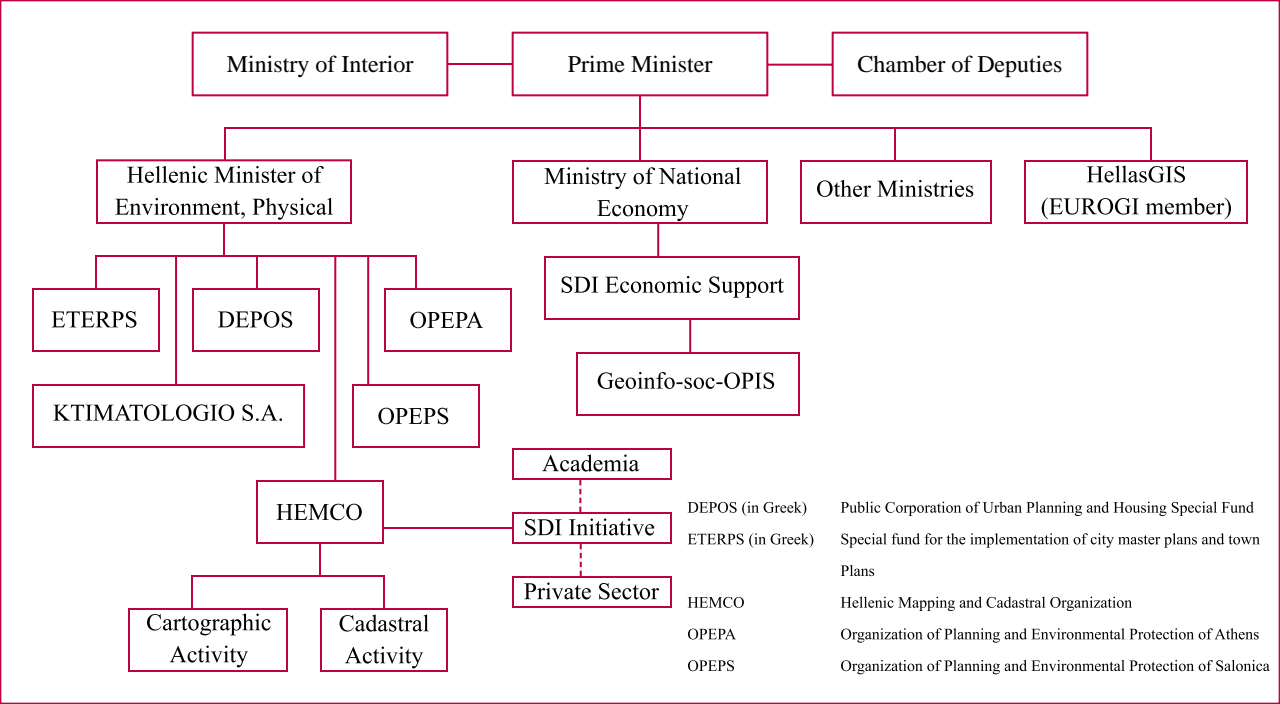 Ministry of Interior
Prime Minister
Chamber of Deputies
Hellenic Minister of
Environment, Physical
Ministry of National
Economy
Other Ministries
HellasGIS
(EUROGI member)
ETERPS
DEPOS
OPEPA
SDI Economic Support
KTIMATOLOGIO S.A.
OPEPS
Geoinfo-soc-OPIS
HEMCO
Academia
SDI Initiative
Private Sector
Cartographic
Activity
Cadastral
Activity
DEPOS (in Greek) Public Corporation of Urban Planning and Housing Special Fund
ETERPS (in Greek) Special fund for the implementation of city master plans and town
Plans
HEMCO Hellenic Mapping and Cadastral Organization
OPEPA Organization of Planning and Environmental Protection of Athens
OPEPS Organization of Planning and Environmental Protection of Salonica